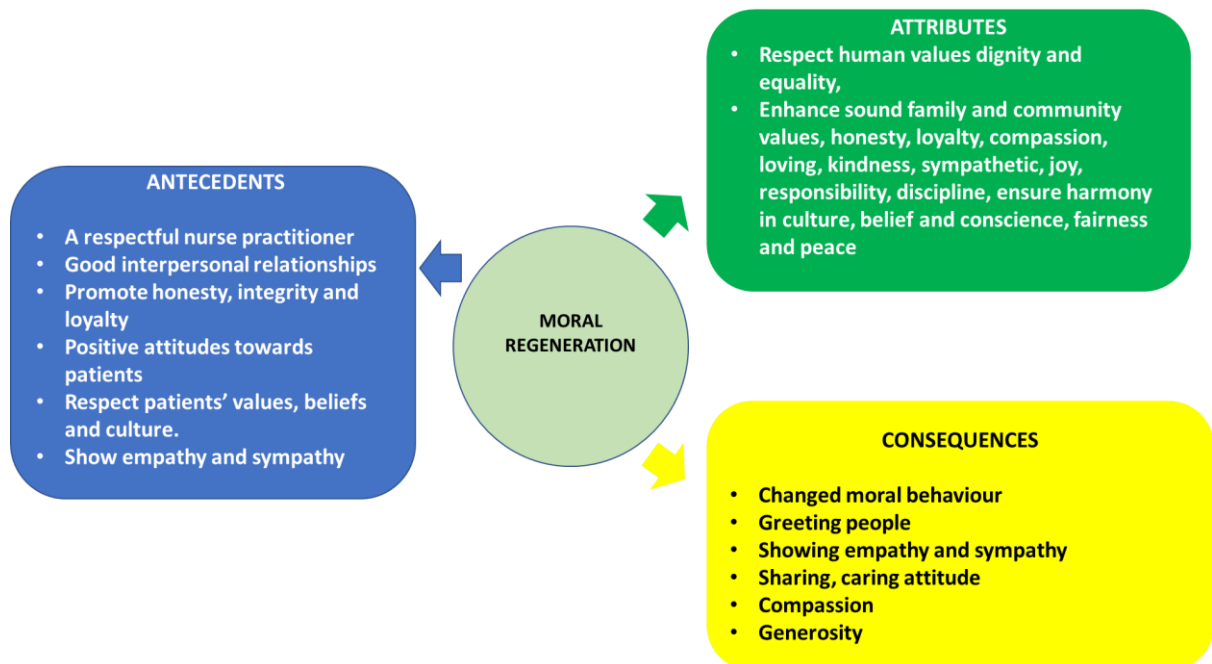 ATTRIBUTES
• Respect human values dignity and
equality,
• Enhance sound family and community
values, honesty, loyalty, compassion,
loving, kindness, sympathetic, joy,
responsibility, discipline, ensure harmony
in culture, belief and conscience, fairness
and peace
ANTECEDENTS
• A respectful nurse practitioner
• Good interpersonal relationships
• Promote honesty, integrity and
loyalty
• Positive attitudes towards
patients
• Respect patients’ values, beliefs
and culture.
• Show empathy and sympathy
MORAL
REGENERATION
CONSEQUENCES
• Changed moral behaviour
• Greeting people
• Showing empathy and sympathy
• Sharing, caring attitude
• Compassion
• Generosity